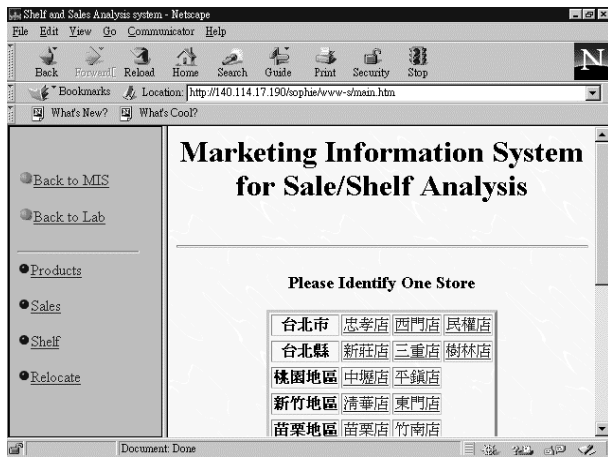 Shelf and Sales Analysis system - Netscape
File Edit View Go Communicator Help
Back Forward Reload Home Search Guide Print Security Stop
N
Bookmarks Location: http://140.114.17.190/sophie/www-s/main.htm
What's New? What's Cool?
Back to MIS
Back to Lab
Products
Sales
Shelf
Relocate
Marketing Information System
for Sale/Shelf Analysis
Please Identify One Store
台北市 忠孝店 西門店 民權店
台北縣 新莊店 三重店 樹林店
桃園地區 中壢店 平鎮店
新竹地區 清華店 東門店
苗栗地區 苗栗店 竹南店
Document: Done